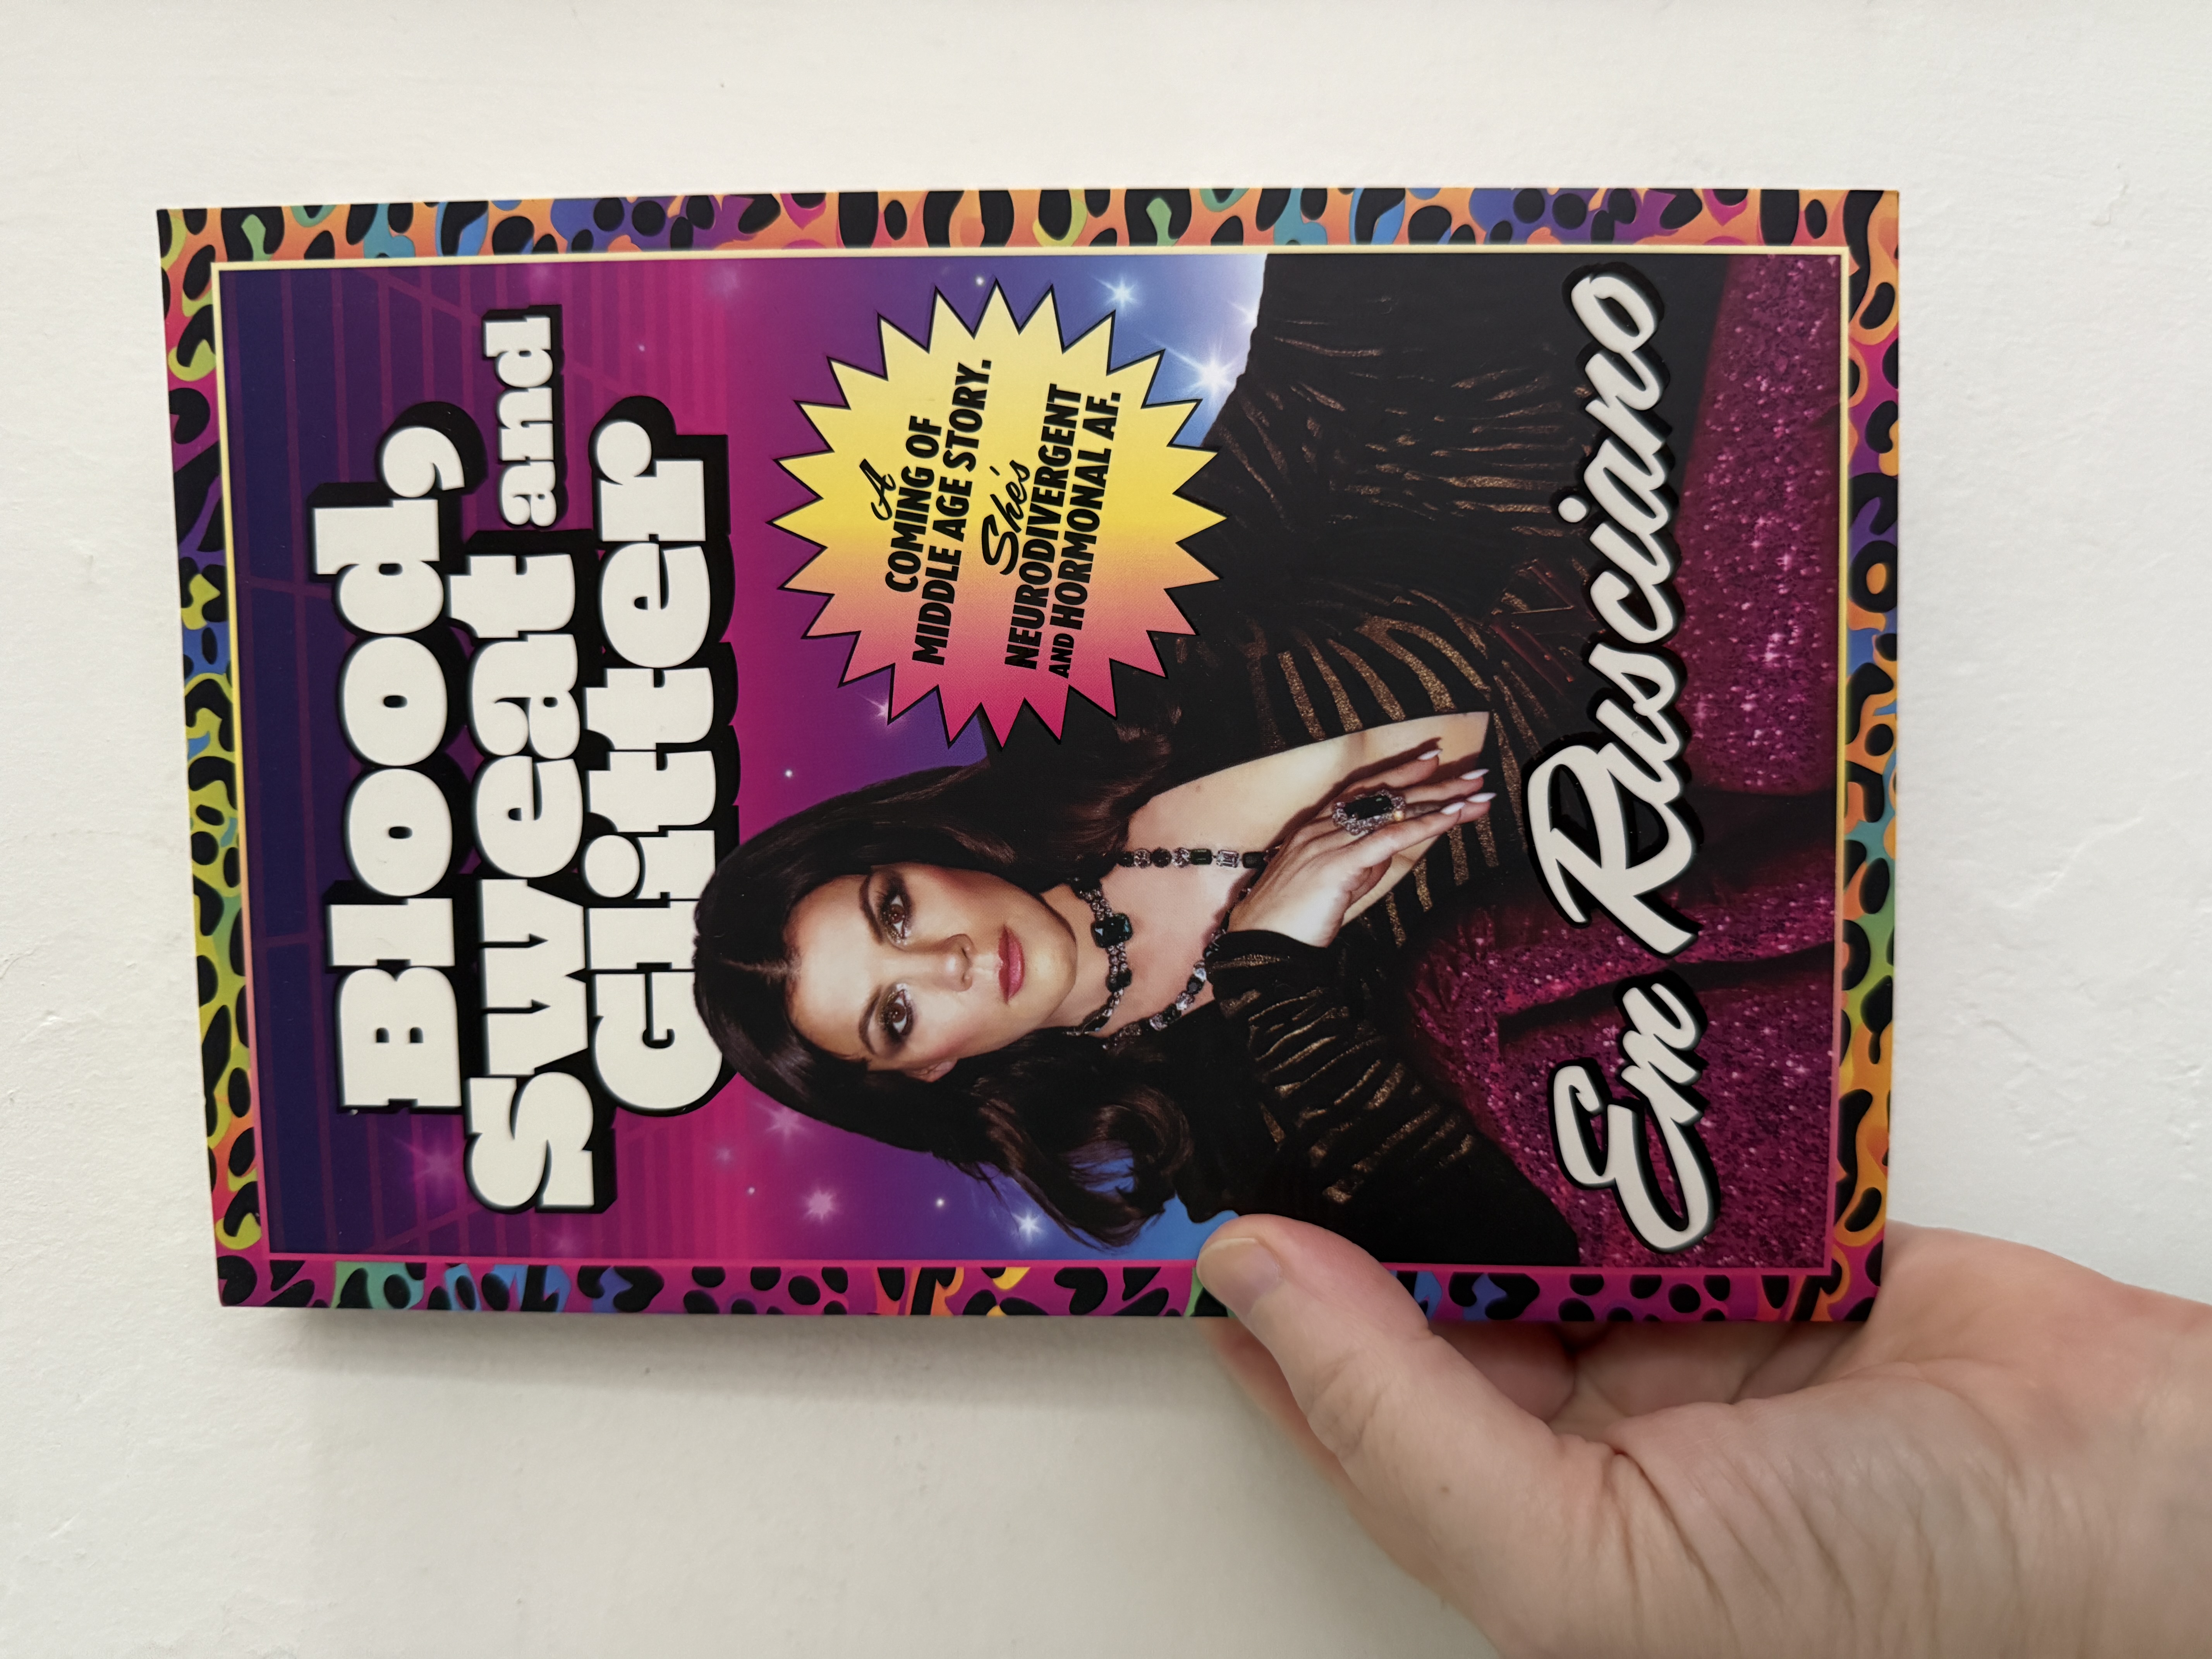 Blood,
Sweat and
Glitter
A
COMING OF
MIDDLE AGE STORY.
She's
NEURODIVERGENT
AND HORMONAL AF.
Em Rusciano